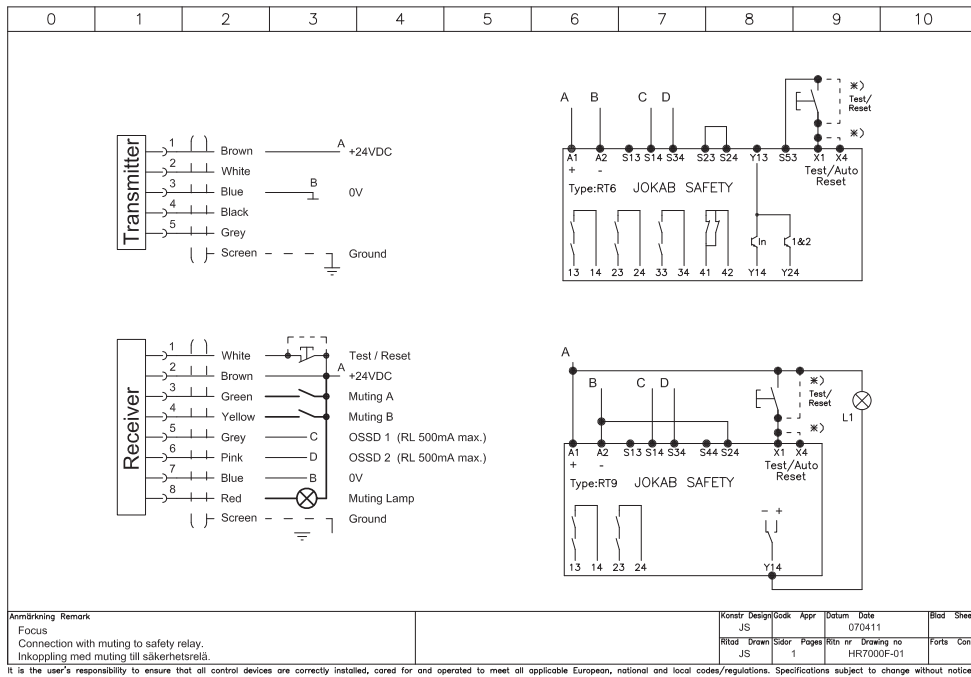 0 1 2 3 4 5 6 7 8 9 10
Transmitter
1 Brown A +24VDC
2 White
3 Blue B 0V
4 Black
5 Grey
Screen Ground
A B C D
※)
Test/
Reset
※)
A1 A2 S13 S14 S34 S23 S24 Y13 S53 X1 X4
+ -
Test/Auto
Reset
Type:RT6 JOKAB SAFETY
In 1&2
13 14 23 24 33 34 41 42 Y14 Y24
Receiver
1 White Test / Reset
2 Brown A +24VDC
3 Green Muting A
4 Yellow Muting B
5 Grey C OSSD 1 (RL 500mA max.)
6 Pink D OSSD 2 (RL 500mA max.)
7 Blue B 0V
8 Red Muting Lamp
Screen Ground
A
B C D
※)
Test/
Reset
L1
※)
A1 A2 S13 S14 S34 S44 S24 X1 X4
+ -
Test/Auto
Reset
Type:RT9 JOKAB SAFETY
- +
13 14 23 24 Y14
Anmärkning Remark
Focus
Connection with muting to safety relay.
Inkoppling med muting till säkerhetsrelä.
Konstr Design Godk Appr Datum Date Blad Shee
JS 070411
Ritad Drawn Sidor Pages Ritn nr Drawing no Forts Con
JS 1 HR7000F-01
It is the user's responsibility to ensure that all control devices are correctly installed, cared for and operated to meet all applicable European, national and local codes/regulations. Specifications subject to change without notice